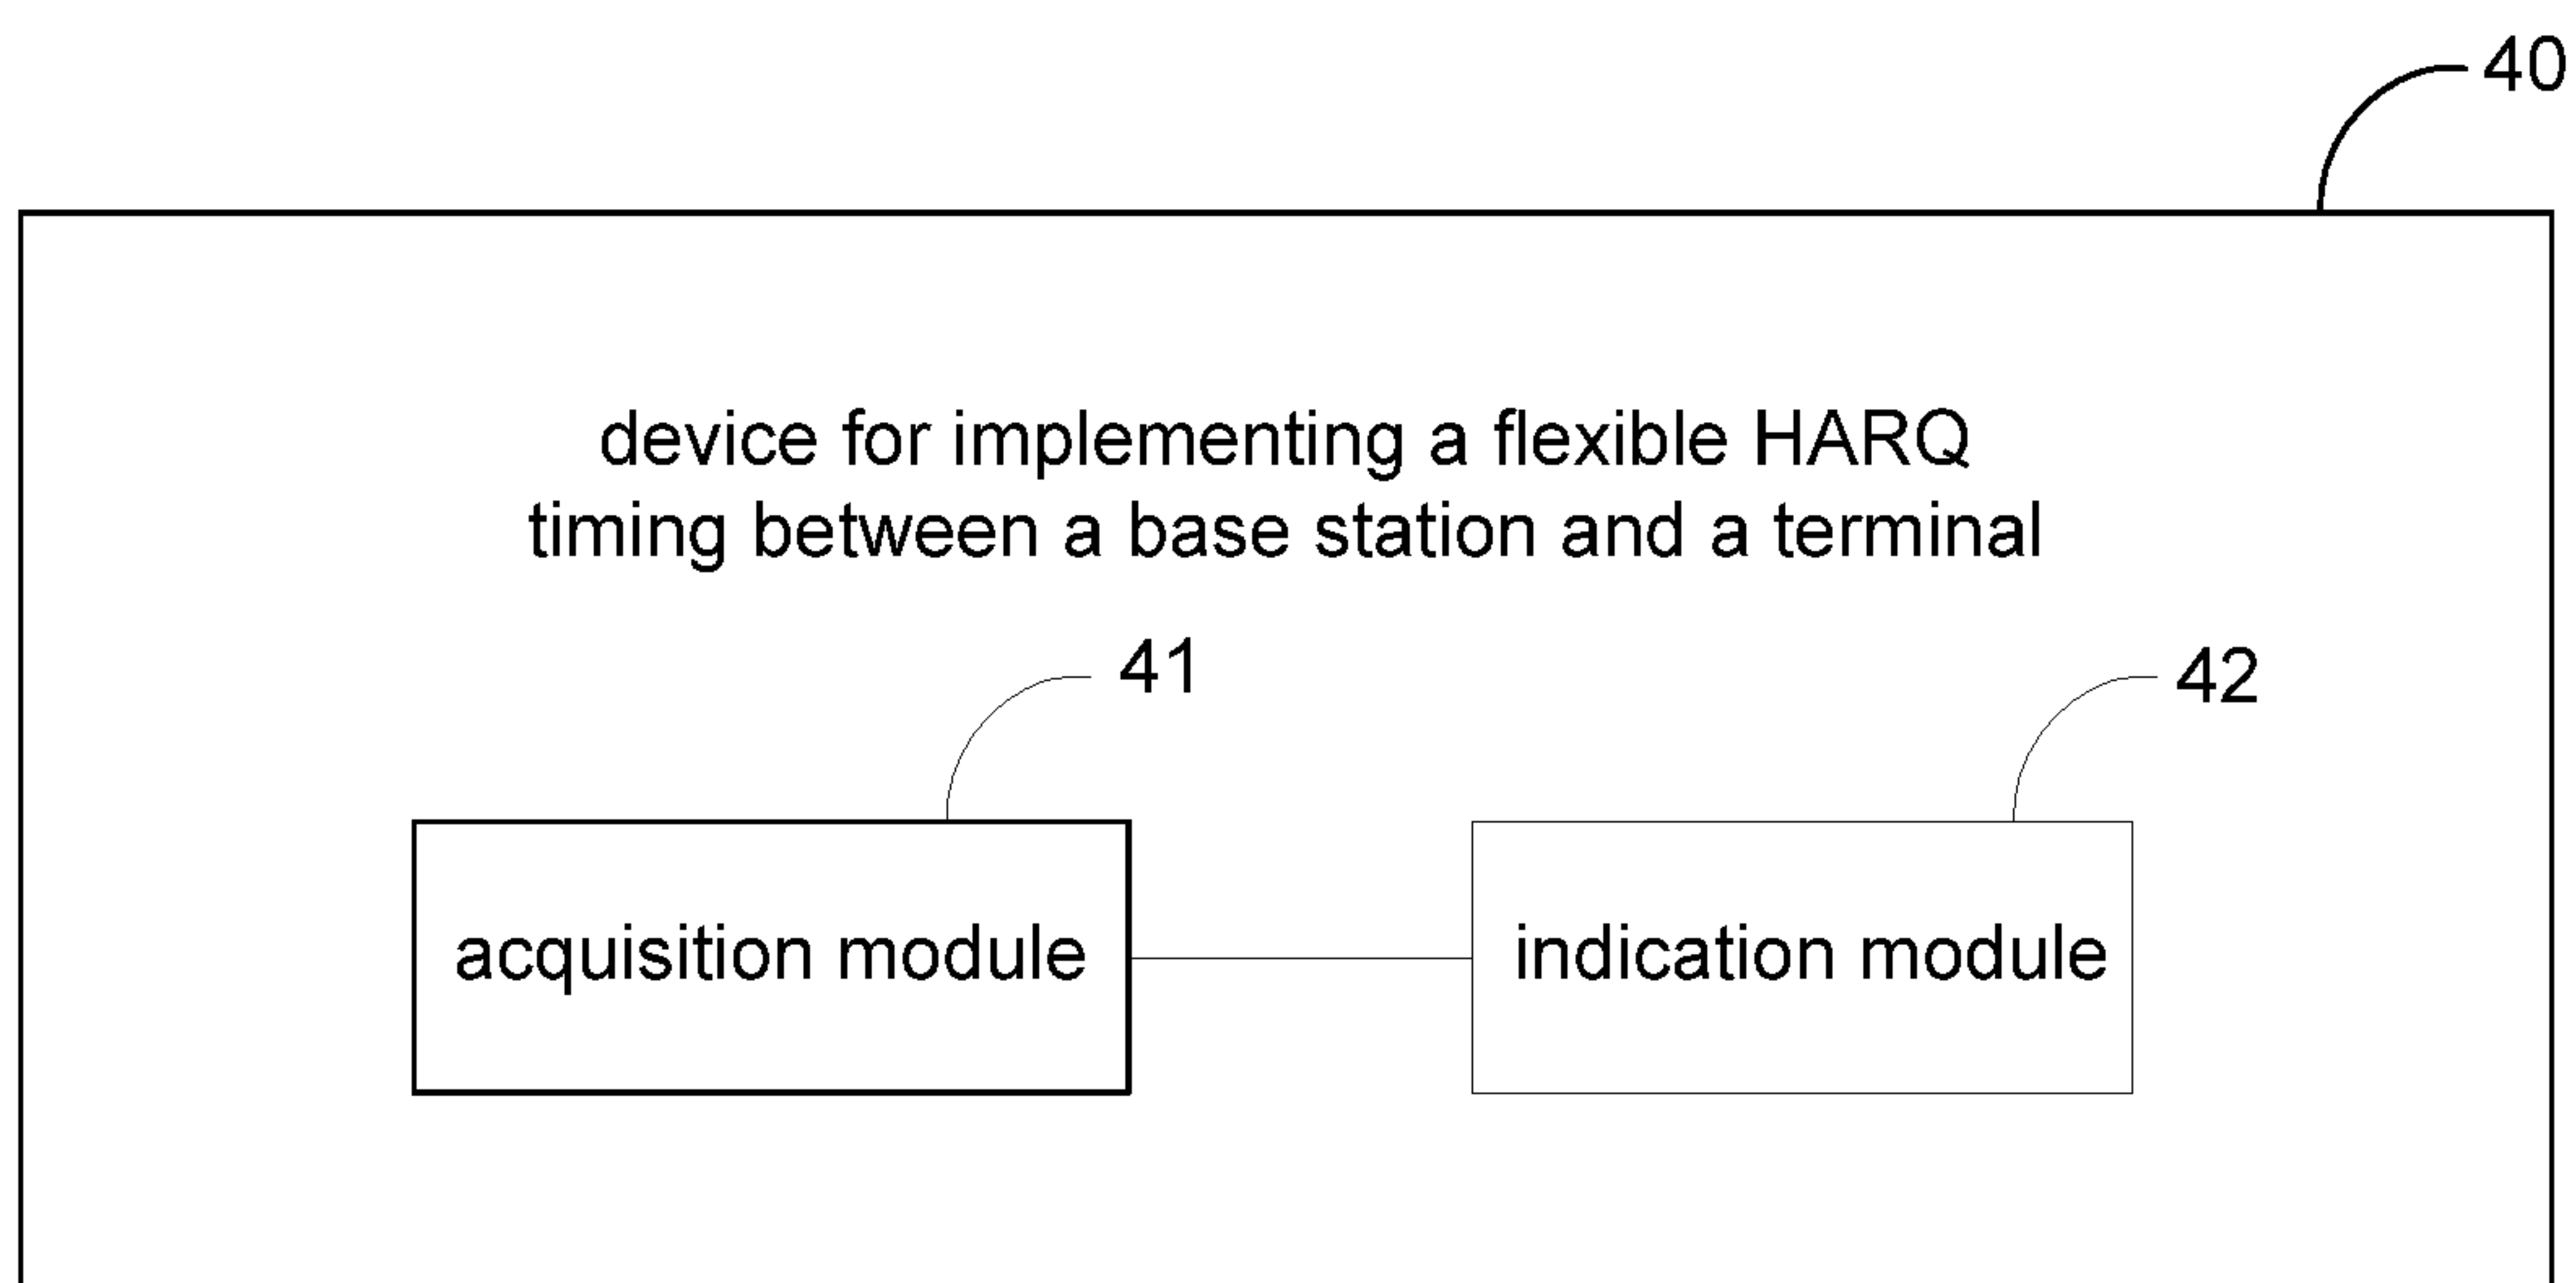 40
device for implementing a flexible HARQ
timing between a base station and a terminal
41
42
acquisition module
indication module